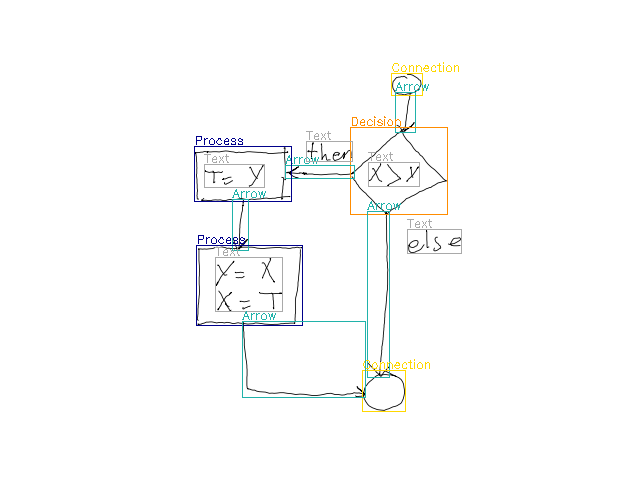 Connection
Arrow
Decision
Process
Text
then
Text
T= Y
Arrow
Text
X>Y
Arrow
Arrow
Text
else
Process
Text
Y= X
X= T
Arrow
Connection